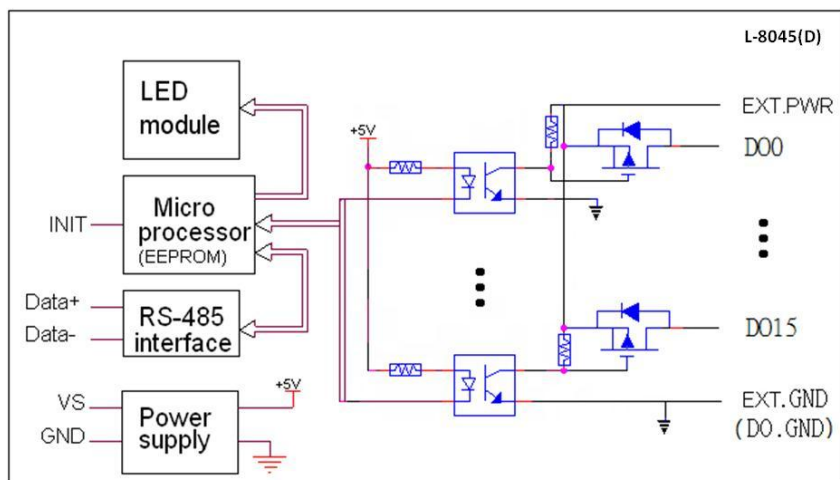 L-8045(D)
LED
module
EXT.PWR
+5V
DO0
Micro
processor
(EEPROM)
INIT
Data+
Data-
RS-485
interface
DO15
+5V
VS
GND
Power
supply
EXT.GND
(DO.GND)